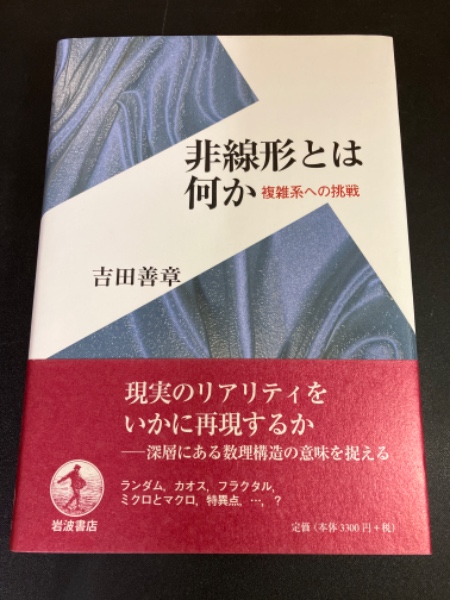 非線形とは
何か 複雑系への挑戦
吉田善章
現実のリアリティを
いかに再現するか
──深層にある数理構造の意味を捉える
ランダム，カオス，フラクタル，
ミクロとマクロ，特異点，…，？
岩波書店
定価（本体3300円+税）